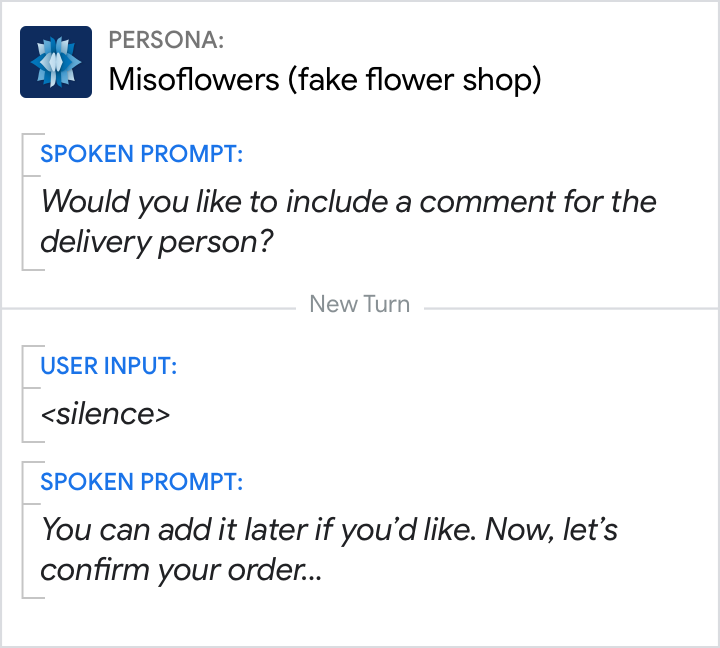 PERSONA:
Misoflowers (fake flower shop)
SPOKEN PROMPT:
Would you like to include a comment for the
delivery person?
New Turn
USER INPUT:
<silence>
SPOKEN PROMPT:
You can add it later if you’d like. Now, let’s
confirm your order...